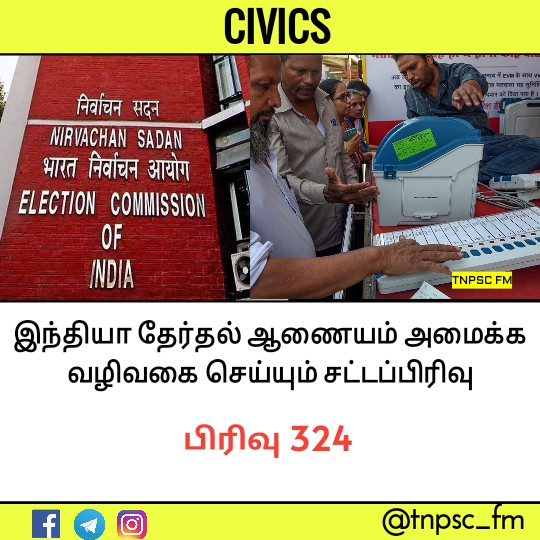 CIVICS
निर्वाचन सदन
NIRVACHAN SADAN
भारत निर्वाचन आयोग
ELECTION COMMISSION
OF
INDIA
TNPSC FM
இந்தியா தேர்தல் ஆணையம் அமைக்க
வழிவகை செய்யும் சட்டப்பிரிவு
பிரிவு 324
@tnpsc_fm